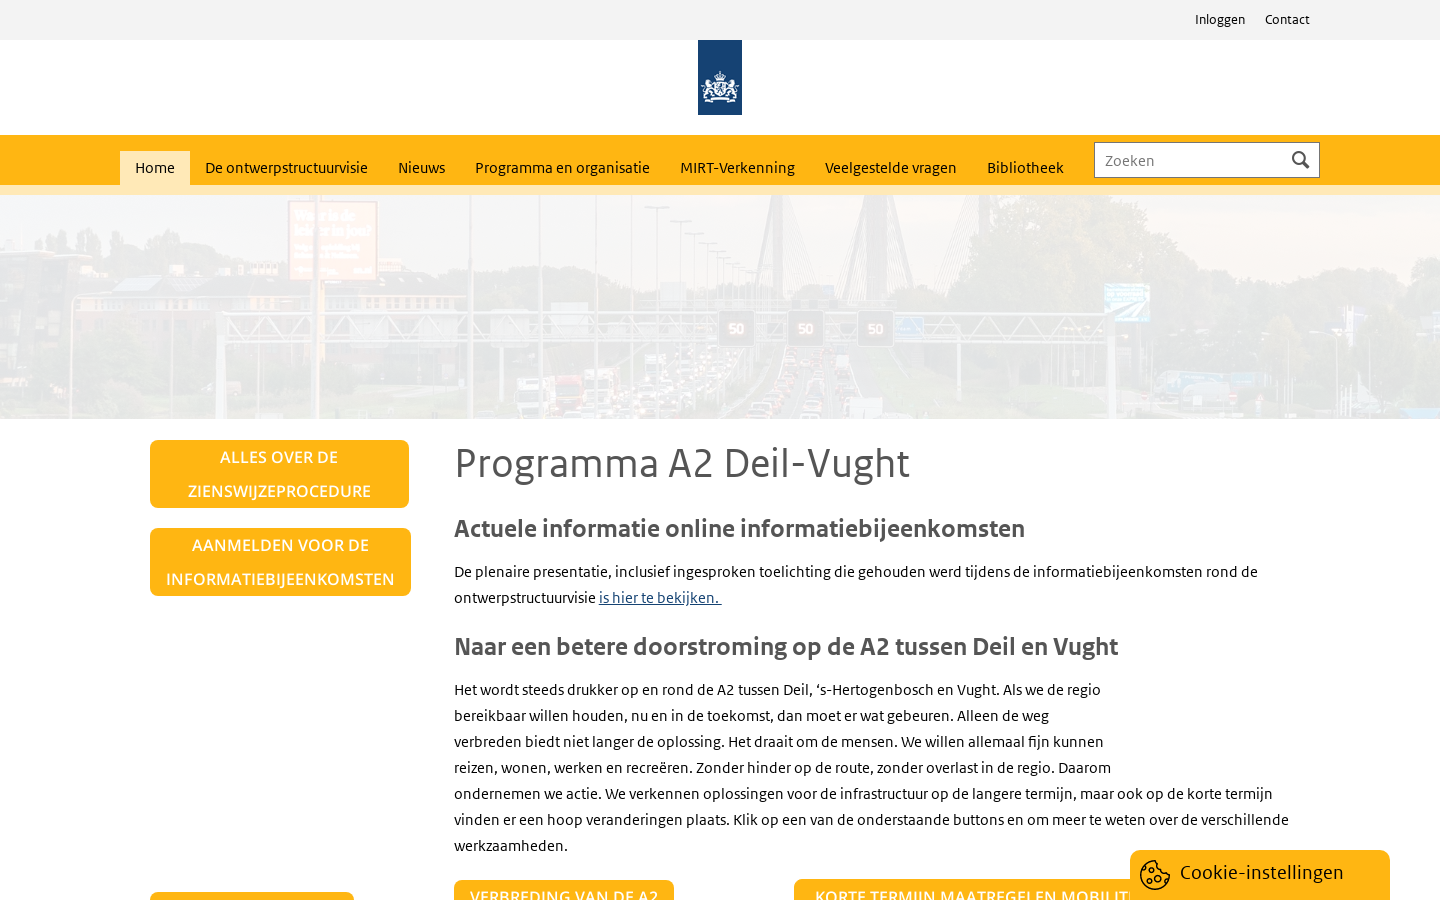 Inloggen Contact
Home De ontwerpstructuurvisie Nieuws Programma en organisatie MIRT-Verkenning Veelgestelde vragen Bibliotheek Zoeken
50 50 50
ALLES OVER DE
ZIENSWIJZEPROCEDURE
AANMELDEN VOOR DE
INFORMATIEBIJEENKOMSTEN
Programma A2 Deil-Vught
Actuele informatie online informatiebijeenkomsten
De plenaire presentatie, inclusief ingesproken toelichting die gehouden werd tijdens de informatiebijeenkomsten rond de
ontwerpstructuurvisie is hier te bekijken.
Naar een betere doorstroming op de A2 tussen Deil en Vught
Het wordt steeds drukker op en rond de A2 tussen Deil, ‘s-Hertogenbosch en Vught. Als we de regio
bereikbaar willen houden, nu en in de toekomst, dan moet er wat gebeuren. Alleen de weg
verbreden biedt niet langer de oplossing. Het draait om de mensen. We willen allemaal fijn kunnen
reizen, wonen, werken en recreëren. Zonder hinder op de route, zonder overlast in de regio. Daarom
ondernemen we actie. We verkennen oplossingen voor de infrastructuur op de langere termijn, maar ook op de korte termijn
vinden er een hoop veranderingen plaats. Klik op een van de onderstaande buttons en om meer te weten over de verschillende
werkzaamheden.
VERBREDING VAN DE A2
KORTE TERMIJN MAATREGELEN
Cookie-instellingen